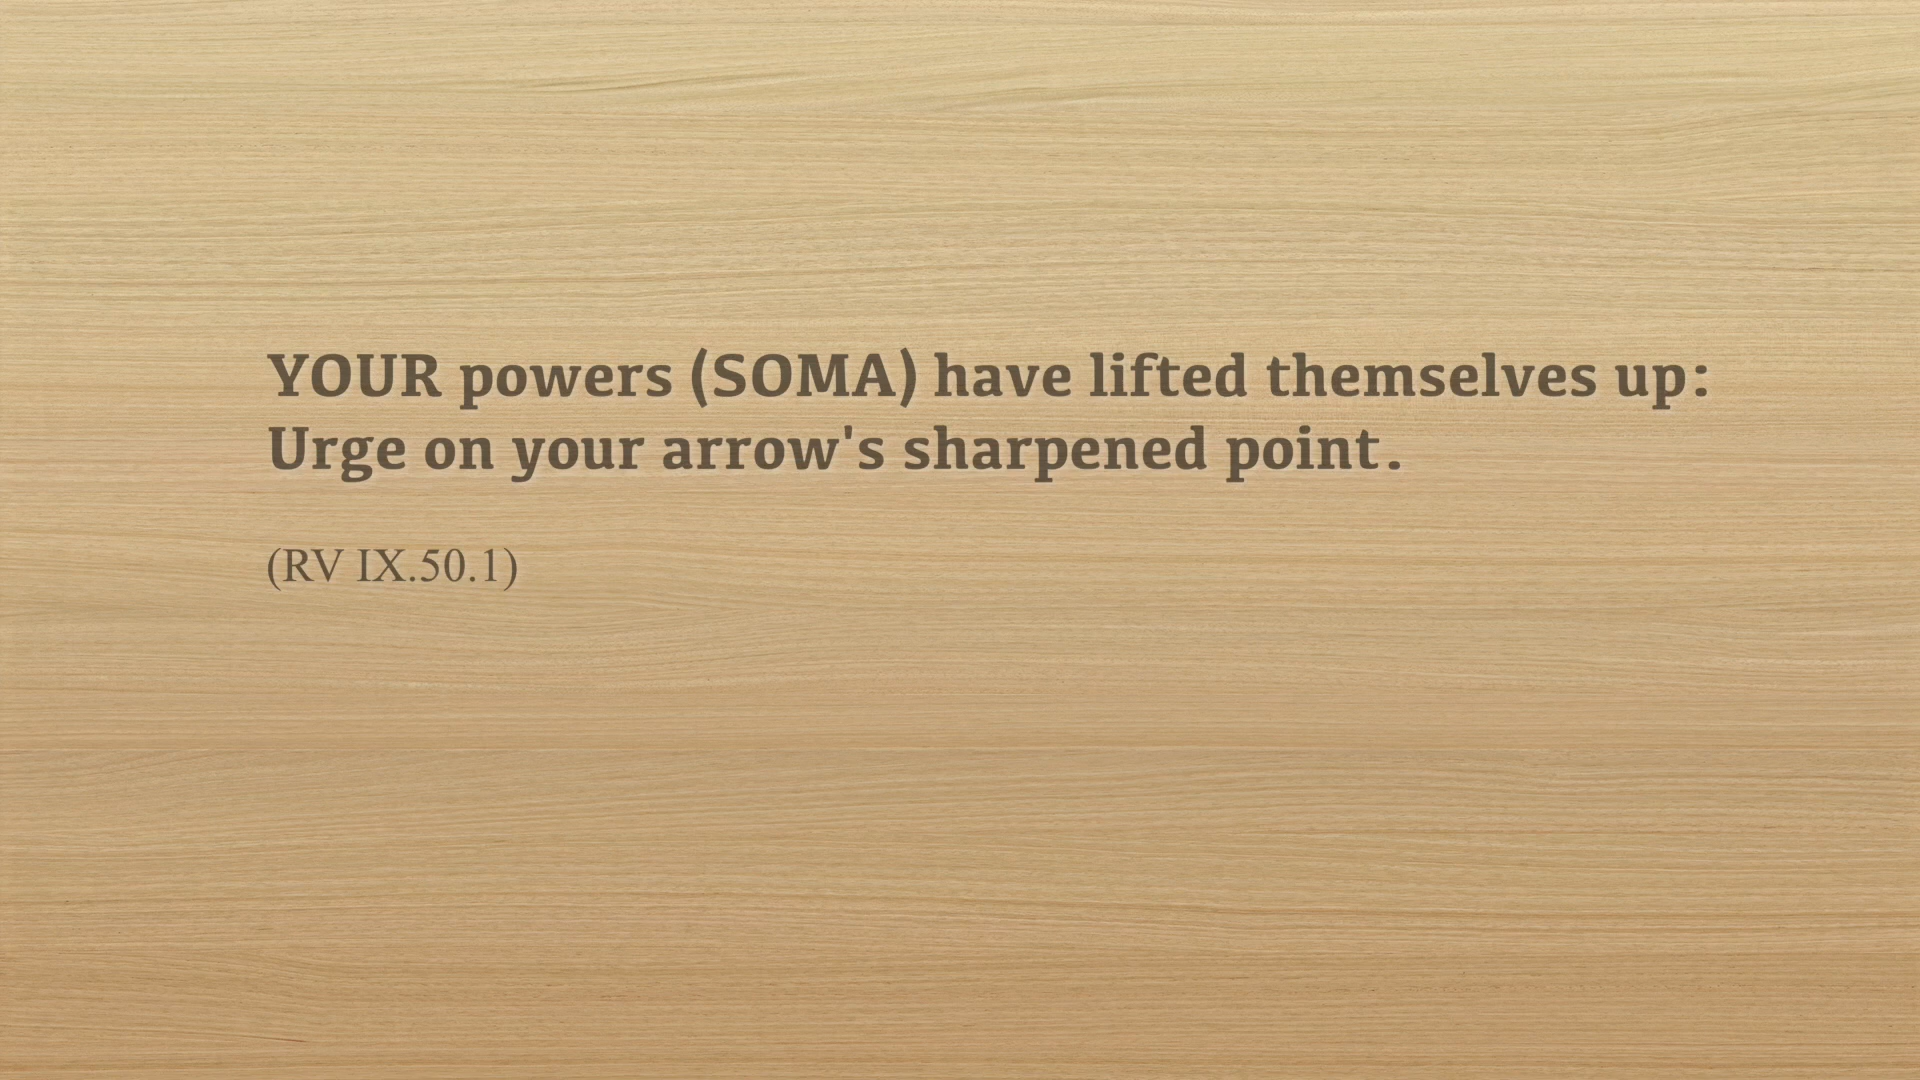 YOUR powers (SOMA) have lifted themselves up:
Urge on your arrow's sharpened point.
(RV IX.50.1)